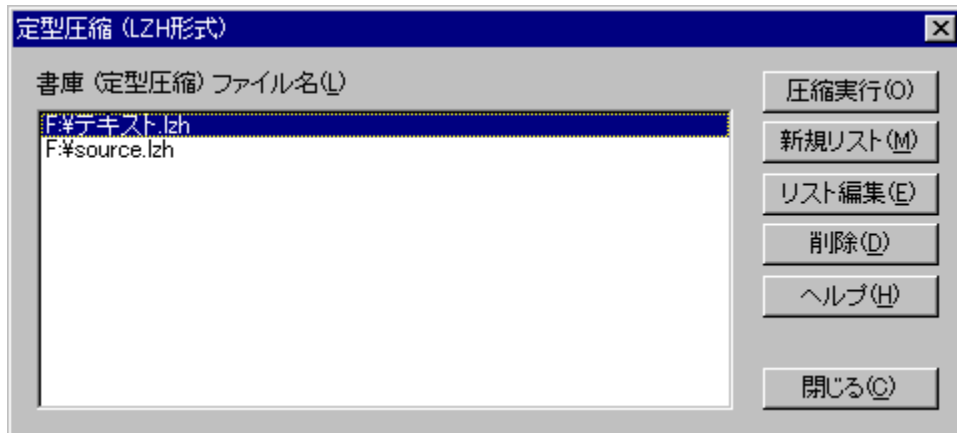 定型圧縮 (LZH形式)
書庫 (定型圧縮) ファイル名(L)
F:¥テキスト.lzh
F:¥source.lzh
圧縮実行(O)
新規リスト(M)
リスト編集(E)
削除(D)
ヘルプ(H)
閉じる(C)